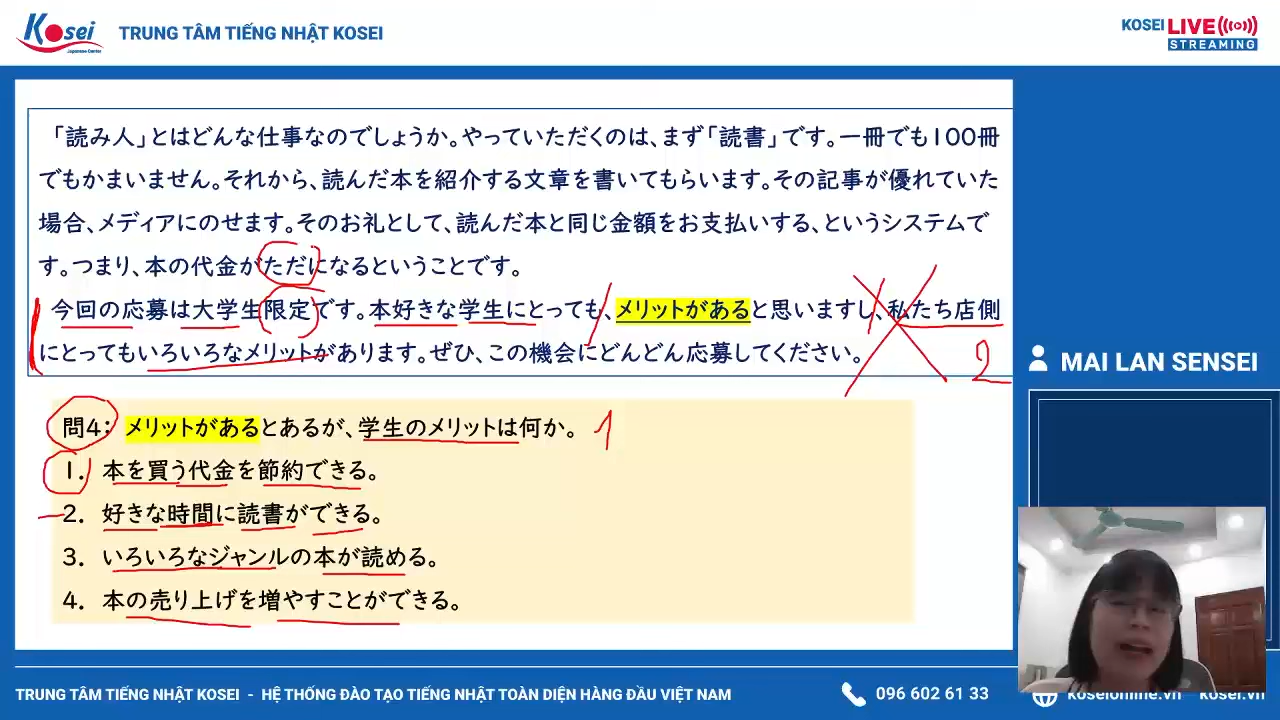 Kosei
Japanese Center
TRUNG TÂM TIẾNG NHẬT KOSEI
KOSEI LIVE
STREAMING
「読み人」とはどんな仕事なのでしょうか。やっていただくのは、まず「読書」です。一冊でも100冊
でもかまいません。それから、読んだ本を紹介する文章を書いてもらいます。その記事が優れていた
場合、メディアにのせます。そのお礼として、読んだ本と同じ金額をお支払いする、というシステムで
す。つまり、本の代金がただになるということです。
今回の応募は大学生限定です。本好きな学生にとっても、メリットがあると思いますし、私たち店側
にとってもいろいろなメリットがあります。ぜひ、この機会にどんどん応募してください。
2
問4: メリットがあるとあるが、学生のメリットは何か。 1
1. 本を買う代金を節約できる。
2. 好きな時間に読書ができる。
3. いろいろなジャンルの本が読める。
4. 本の売り上げを増やすことができる。
MAI LAN SENSEI
TRUNG TÂM TIẾNG NHẬT KOSEI - HỆ THỐNG ĐÀO TẠO TIẾNG NHẬT TOÀN DIỆN HÀNG ĐẦU VIỆT NAM
096 602 61 33
koseionline.vn kosei.vn